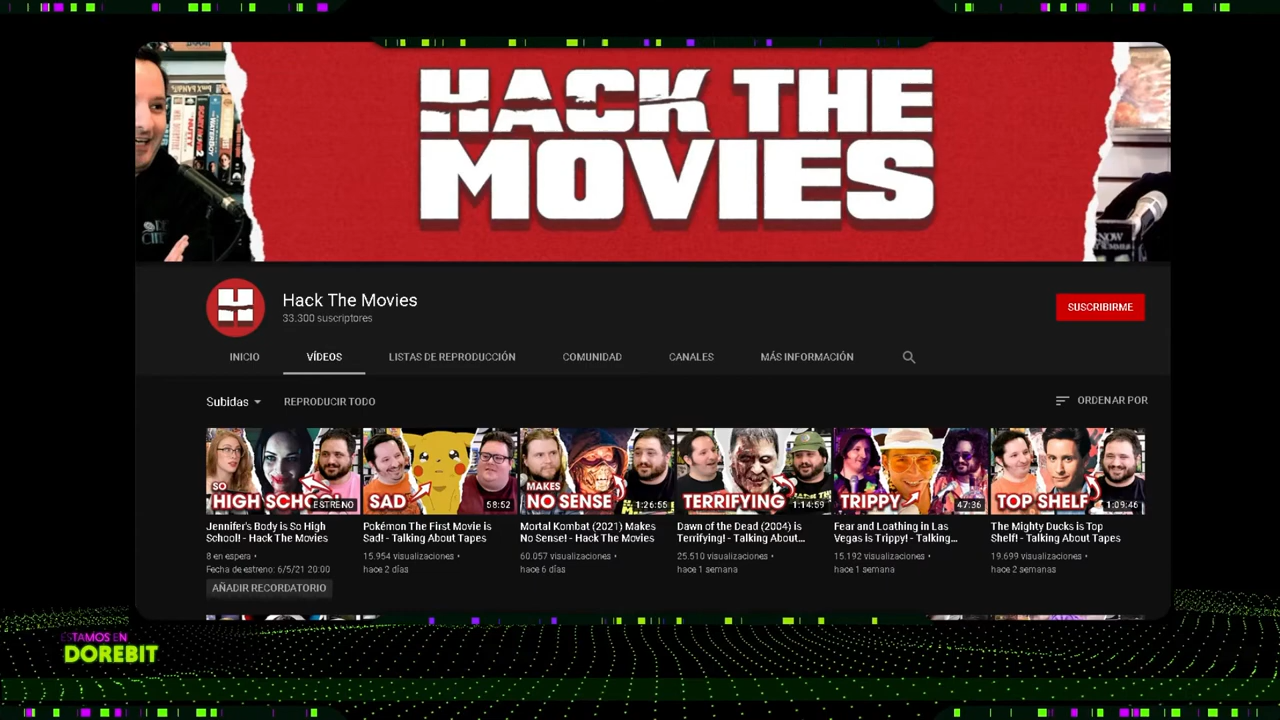 HACK THE
MOVIES
Hack The Movies
33.300 suscriptores
SUSCRIBIRME
INICIO
VÍDEOS
LISTAS DE REPRODUCCIÓN
COMUNIDAD
CANALES
MÁS INFORMACIÓN
Subidas
REPRODUCIR TODO
ORDENAR POR
SO
HIGH SCHOOL
ESTRENO
SAD
58:52
MAKES
NO SENSE
1:26:55
TERRIFYING
1:14:59
TRIPPY
47:36
TOP SHELF
1:09:46
Jennifer's Body is So High
School! - Hack The Movies
8 en espera •
Fecha de estreno: 6/5/21 20:00
AÑADIR RECORDATORIO
Pokémon The First Movie is
Sad! - Talking About Tapes
15.954 visualizaciones •
hace 2 días
Mortal Kombat (2021) Makes
No Sense! - Hack The Movies
60.057 visualizaciones •
hace 6 días
Dawn of the Dead (2004) is
Terrifying! - Talking About...
25.510 visualizaciones •
hace 1 semana
Fear and Loathing in Las
Vegas is Trippy! - Talking...
15.192 visualizaciones •
hace 1 semana
The Mighty Ducks is Top
Shelf! - Talking About Tapes
19.699 visualizaciones •
hace 2 semanas
ESTAMOS EN
DOREBIT